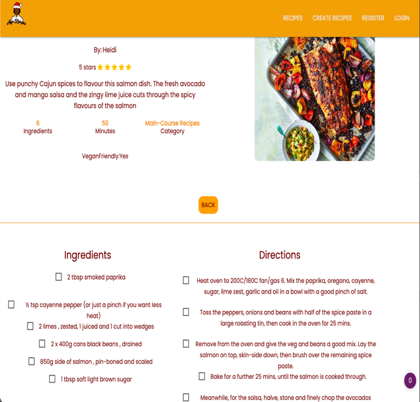 RECIPES CREATE RECIPES REGISTER LOGIN
By: Heidi
5 stars
Use punchy Cajun spices to flavour this salmon dish. The fresh avocado
and mango salsa and the zingy lime juice cuts through the spicy
flavours of the salmon
6 50 Main-Course Recipes
Ingredients Minutes Category
VeganFriendly:Yes
BACK
Ingredients
2 tbsp smoked paprika
½ tsp cayenne pepper (or just a pinch if you want less
heat)
2 limes , zested, 1 juiced and 1 cut into wedges
2 x 400g cans black beans , drained
850g side of salmon , pin-boned and scaled
1 tbsp soft light brown sugar
Directions
Heat oven to 200C/180C fan/gas 6. Mix the paprika, oregano, cayenne,
sugar, lime zest, garlic and oil in a bowl with a good pinch of salt.
Toss the peppers, onions and beans with half of the spice paste in a
large roasting tin, then cook in the oven for 25 mins.
Remove from the oven and give the veg and beans a good mix. Lay the
salmon on top, skin-side down, then brush over the remaining spice
paste.
Bake for a further 25 mins, until the salmon is cooked through.
Meanwhile, for the salsa, halve, stone and finely chop the avocados
0